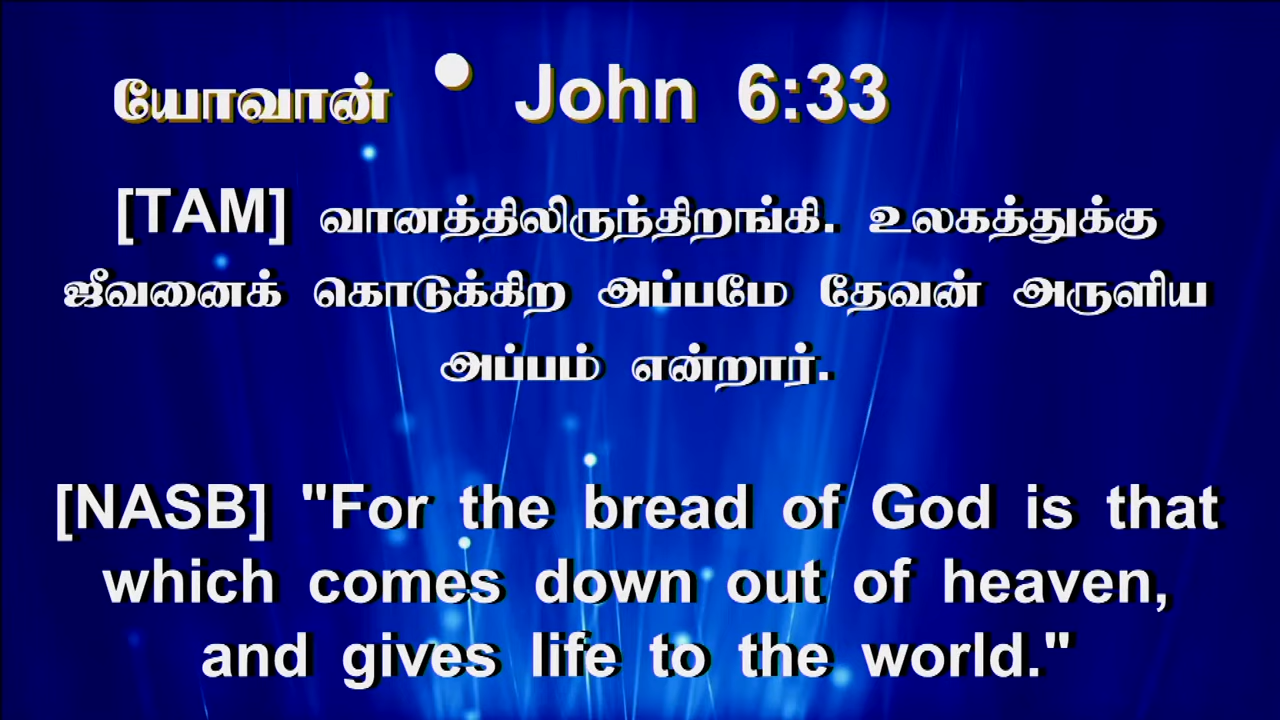 யோவான் • John 6:33
[TAM] வானத்திலிருந்திறங்கி. உலகத்துக்கு
ஜீவனைக் கொடுக்கிற அப்பமே தேவன் அருளிய
அப்பம் என்றார்.
[NASB] "For the bread of God is that
which comes down out of heaven,
and gives life to the world."